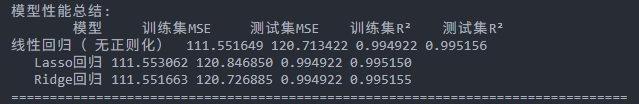 模型性能总结:
模型 训练集MSE 测试集MSE 训练集R² 测试集R²
线性回归（ 无正则化） 111.551649 120.713422 0.994922 0.995156
Lasso回归 111.553062 120.846850 0.994922 0.995150
Ridge回归 111.551663 120.726885 0.994922 0.995155
================================================================================